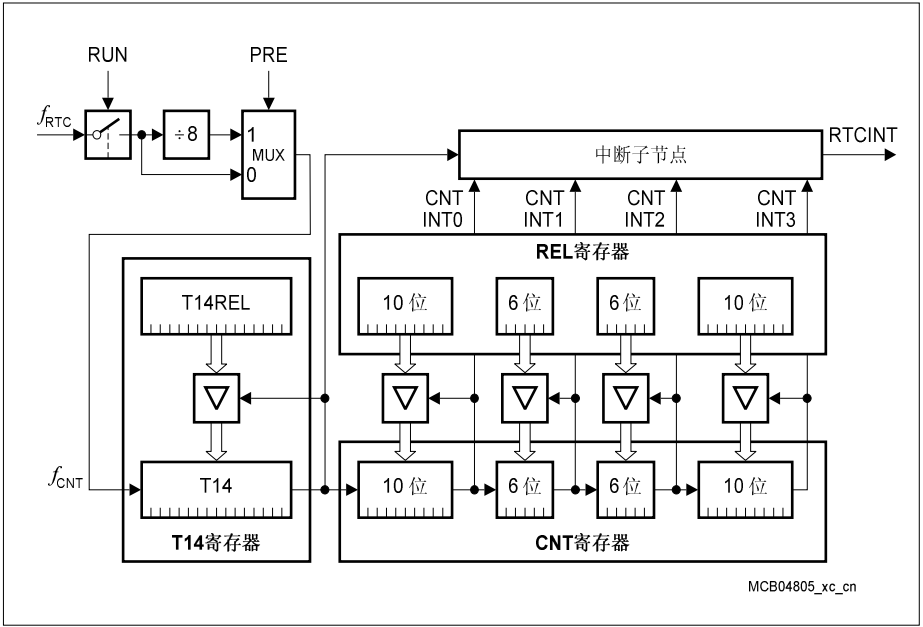 RUN
PRE
fRTC
÷8
1
MUX
0
中断子节点
RTCINT
CNT INT0
CNT INT1
CNT INT2
CNT INT3
REL寄存器
T14REL
10 位
6 位
6 位
10 位
fCNT
T14
10 位
6 位
6 位
10 位
T14寄存器
CNT寄存器
MCB04805_xc_cn